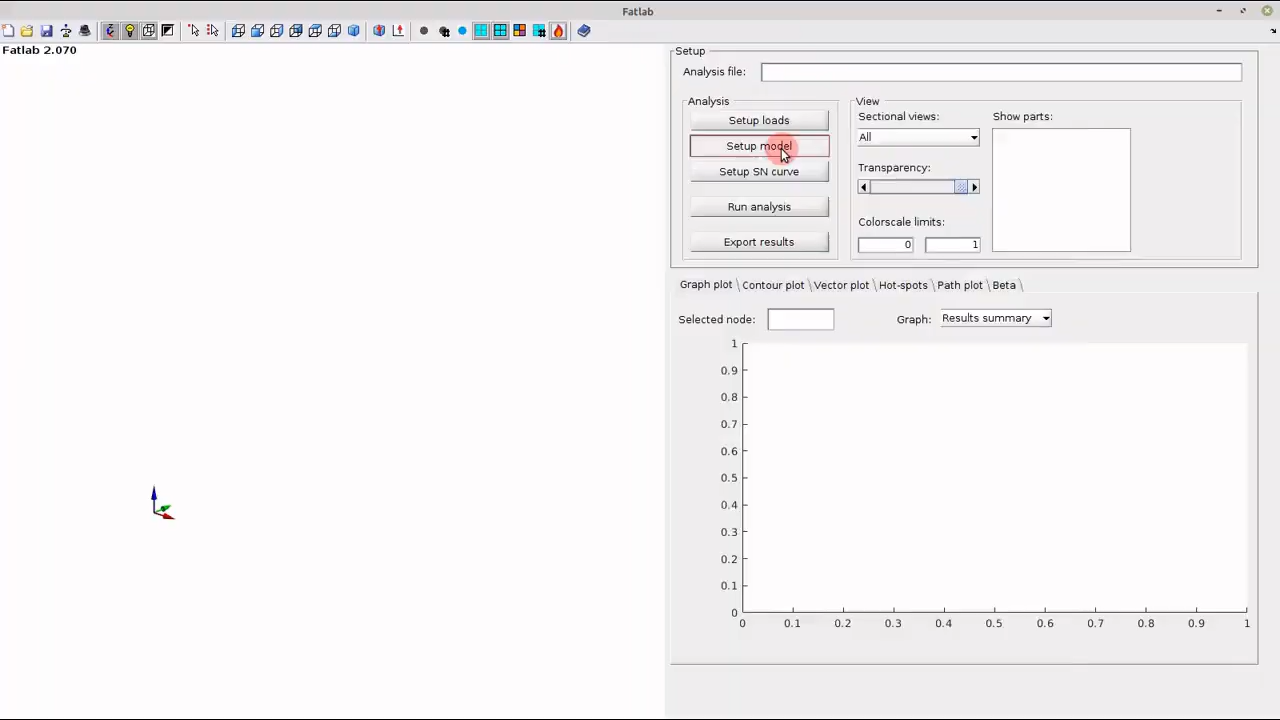 Fatlab
Fatlab 2.070
Setup
Analysis file:
Analysis
Setup loads
Setup model
Setup SN curve
Run analysis
Export results
View
Sectional views:
All
Transparency:
Colorscale limits:
0 1
Show parts:
Graph plot Contour plot Vector plot Hot-spots Path plot Beta
Selected node: Graph: Results summary
1
0.9
0.8
0.7
0.6
0.5
0.4
0.3
0.2
0.1
0
0 0.1 0.2 0.3 0.4 0.5 0.6 0.7 0.8 0.9 1